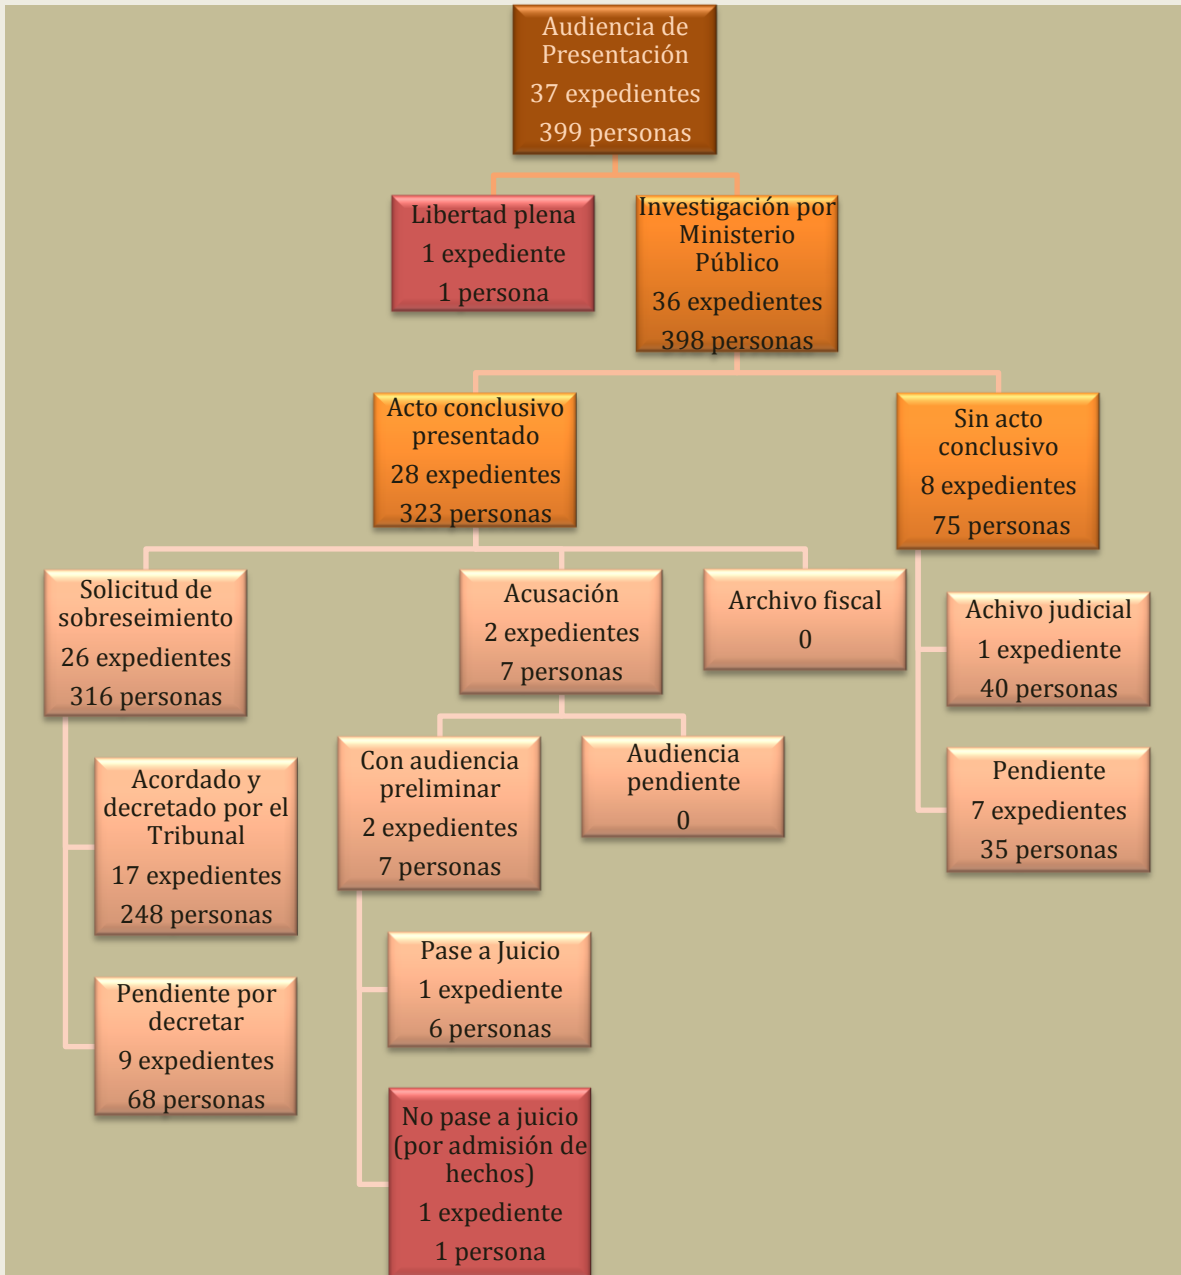 Audiencia de
Presentación
37 expedientes
399 personas
Libertad plena
1 expediente
1 persona
Investigación por
Ministerio
Público
36 expedientes
398 personas
Acto conclusivo
presentado
28 expedientes
323 personas
Sin acto
conclusivo
8 expedientes
75 personas
Solicitud de
sobreseimiento
26 expedientes
316 personas
Acusación
2 expedientes
7 personas
Archivo fiscal
0
Achivo judicial
1 expediente
40 personas
Acordado y
decretado por el
Tribunal
17 expedientes
248 personas
Con audiencia
preliminar
2 expedientes
7 personas
Audiencia
pendiente
0
Pendiente
7 expedientes
35 personas
Pendiente por
decretar
9 expedientes
68 personas
Pase a Juicio
1 expediente
6 personas
No pase a juicio
(por admisión de
hechos)
1 expediente
1 persona